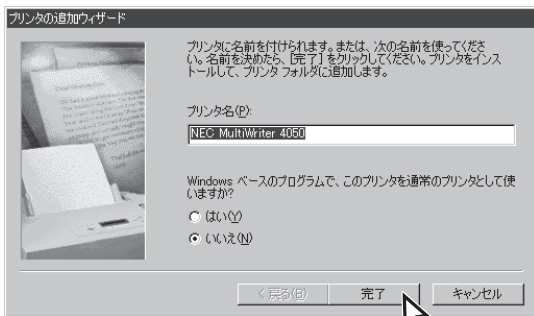 プリンタの追加ウィザード
プリンタに名前を付けられます。または、次の名前を使ってくださ
い。名前を決めたら、[完了] をクリックしてください。プリンタをインス
トールして、プリンタ フォルダに追加します。
プリンタ名(P):
NEC MultiWriter 4050
Windows ベースのプログラムで、このプリンタを通常のプリンタとして使
いますか?
はい(Y)
いいえ(N)
< 戻る(B)
完了
キャンセル